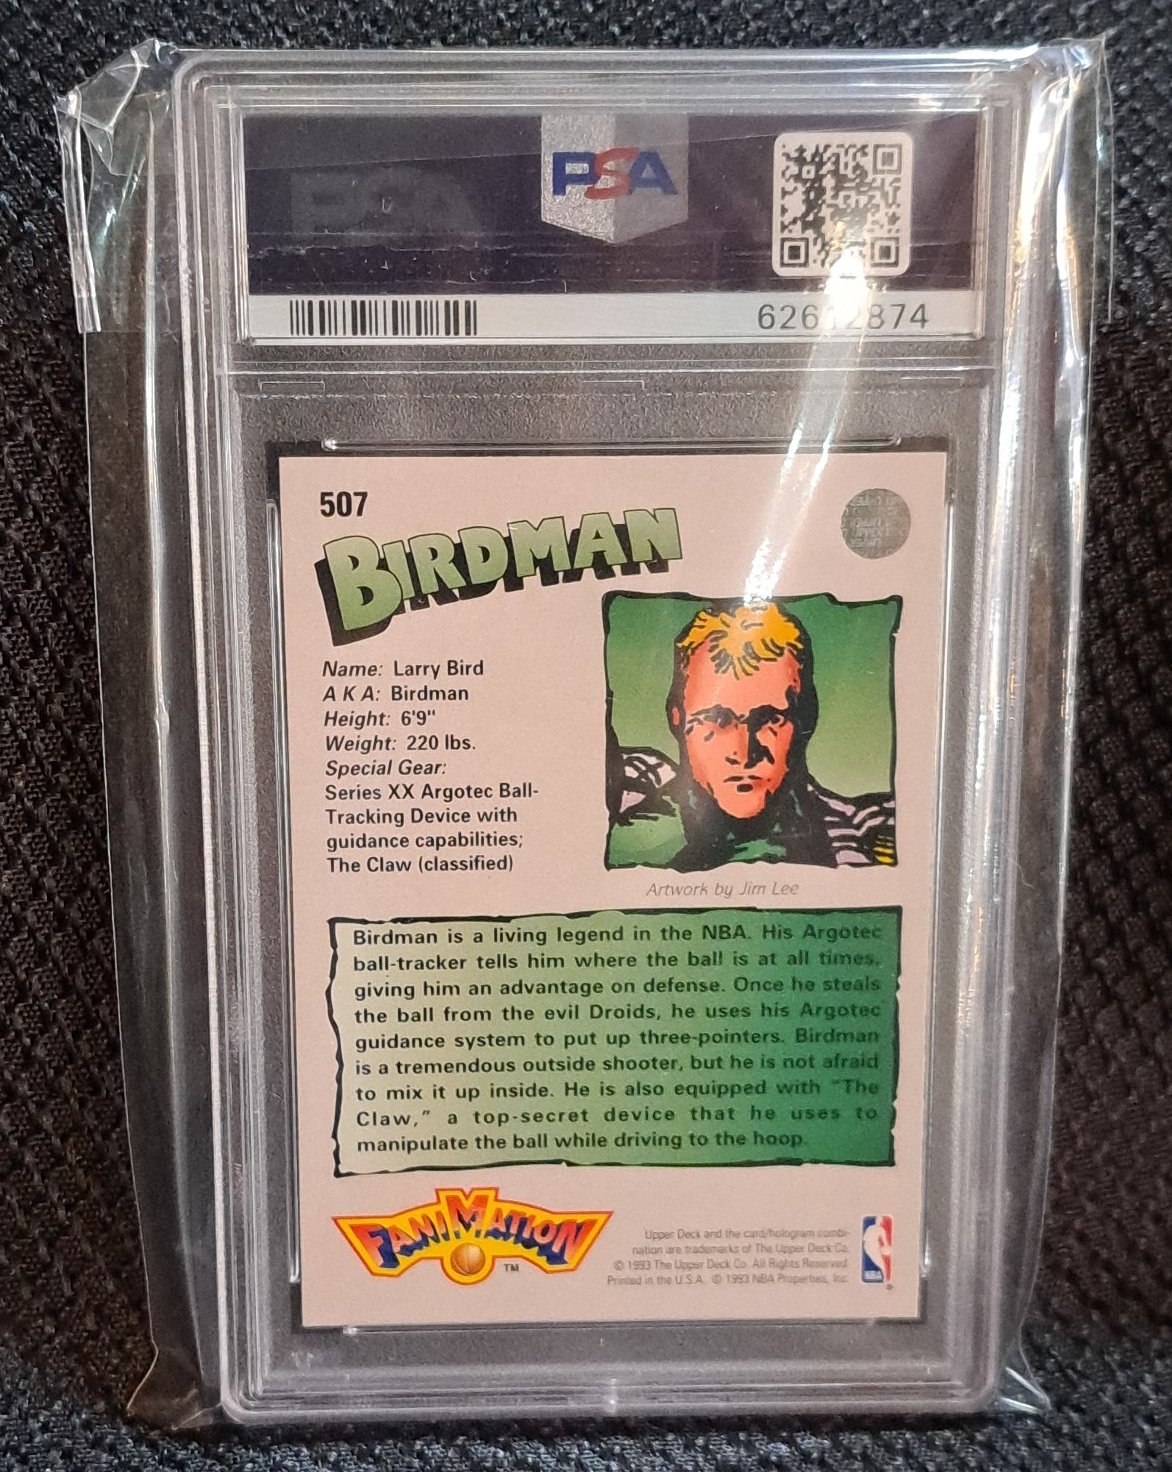 PSA
874
507
BIRDMAN
Name: Larry Bird
A K A: Birdman
Height: 6'9"
Weight: 220 lbs.
Special Gear:
Series XX Argotec Ball-
Tracking Device with
guidance capabilities;
The Claw (classified)
Artwork by Jim Lee
Birdman is a living legend in the NBA. His Argotec
ball-tracker tells him where the ball is at all times,
giving him an advantage on defense. Once he steals
the ball from the evil Droids, he uses his Argotec
guidance system to put up three-pointers. Birdman
is a tremendous outside shooter, but he is not afraid
to mix it up inside. He is also equipped with "The
Claw," a top-secret device that he uses to
manipulate the ball while driving to the hoop.
FANIMATION TM
Upper Deck and the card/hologram combi-
nation are trademarks of The Upper Deck Co.
© 1993 The Upper Deck Co. All Rights Reserved.
Printed in the U.S.A. © 1993 NBA Properties, Inc.
NBA